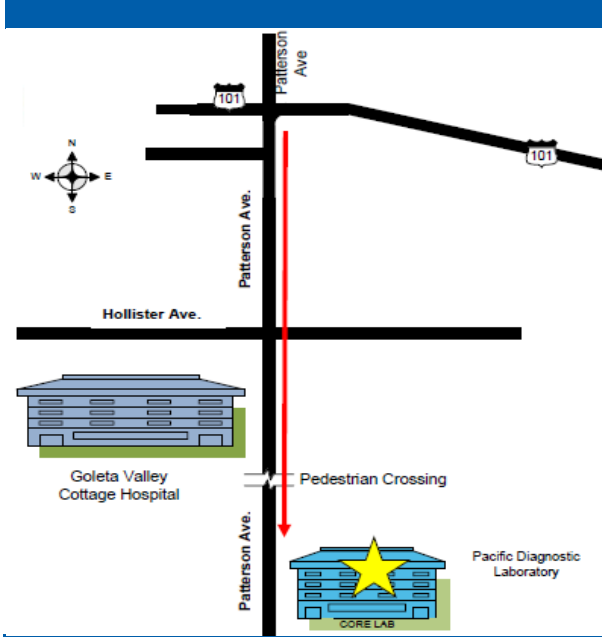 Patterson
Ave
101
101
N
W E
S
Patterson Ave.
Hollister Ave.
Goleta Valley
Cottage Hospital
Pedestrian Crossing
Patterson Ave.
Pacific Diagnostic
Laboratory
CORE LAB